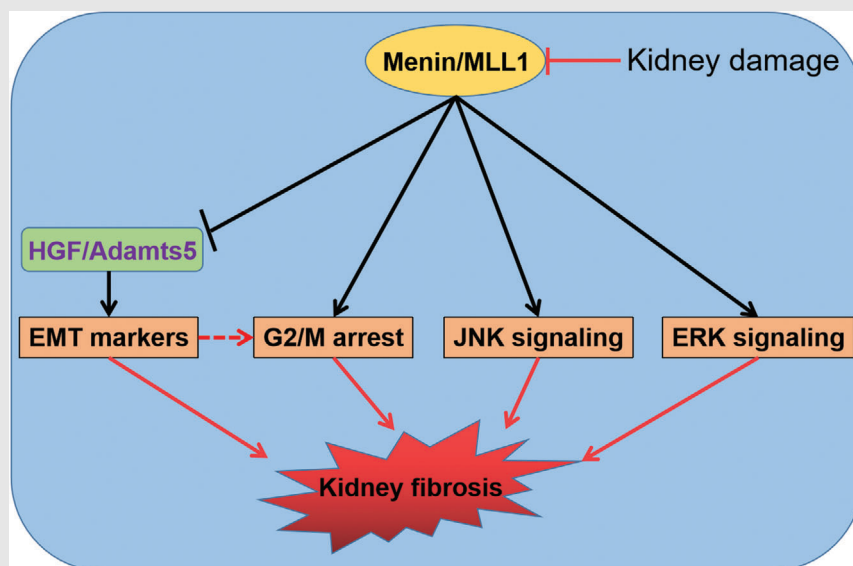 Menin/MLL1
Kidney damage
HGF/Adamts5
EMT markers
G2/M arrest
JNK signaling
ERK signaling
Kidney fibrosis